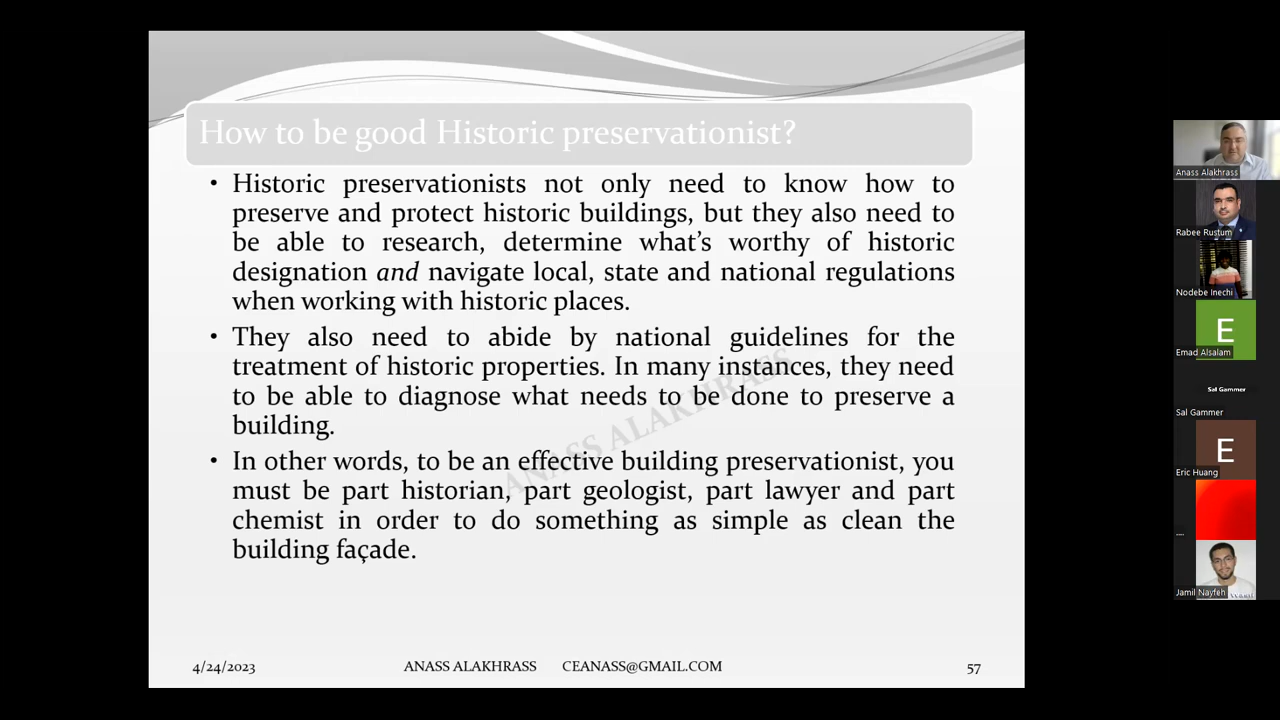 How to be good Historic preservationist?
• Historic preservationists not only need to know how to
preserve and protect historic buildings, but they also need to
be able to research, determine what's worthy of historic
designation and navigate local, state and national regulations
when working with historic places.
• They also need to abide by national guidelines for the
treatment of historic properties. In many instances, they need
to be able to diagnose what needs to be done to preserve a
building.
• In other words, to be an effective building preservationist, you
must be part historian, part geologist, part lawyer and part
chemist in order to do something as simple as clean the
building façade.
ANASS ALAKHRASS
4/24/2023 ANASS ALAKHRASS CEANASS@GMAIL.COM 57
Anass Alakhrass
Rabee Rustum
Nodebe Inechi
E
Emad Alsalam
Sal Gammer
Sal Gammer
E
Eric Huang
....
Jamil Nayfeh